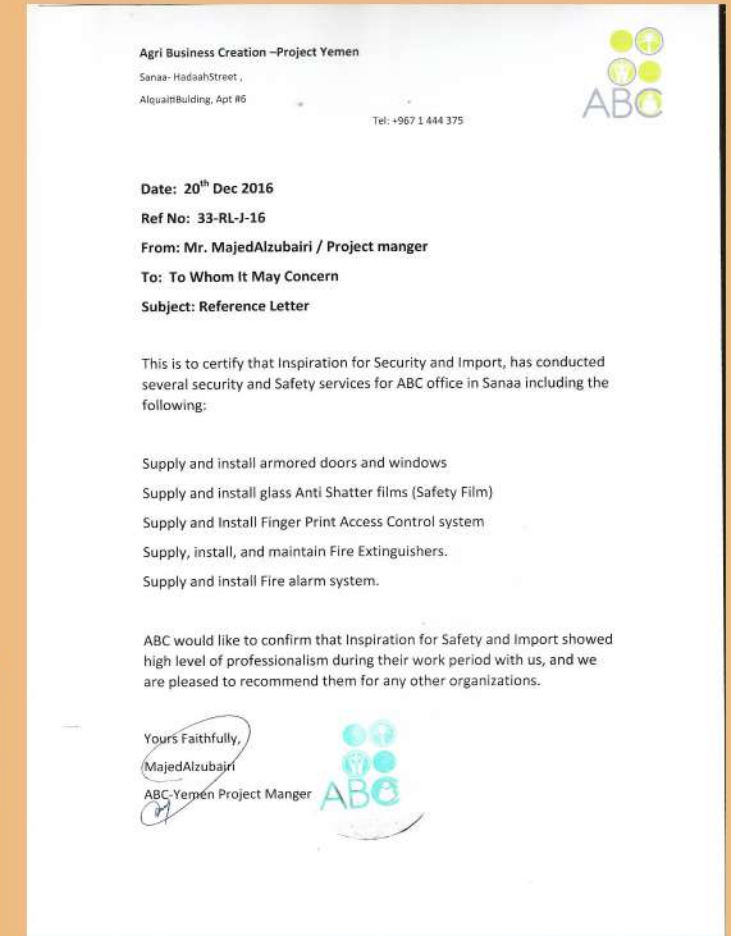 Agri Business Creation –Project Yemen
Sanaa- HadaahStreet ,
AlquaitiBulding, Apt #6
Tel: +967 1 444 375
ABC
Date: 20th Dec 2016
Ref No: 33-RL-J-16
From: Mr. MajedAlzubairi / Project manger
To: To Whom It May Concern
Subject: Reference Letter
This is to certify that Inspiration for Security and Import, has conducted
several security and Safety services for ABC office in Sanaa including the
following:
Supply and install armored doors and windows
Supply and install glass Anti Shatter films (Safety Film)
Supply and Install Finger Print Access Control system
Supply, install, and maintain Fire Extinguishers.
Supply and install Fire alarm system.
ABC would like to confirm that Inspiration for Safety and Import showed
high level of professionalism during their work period with us, and we
are pleased to recommend them for any other organizations.
Yours Faithfully,
MajedAlzubairi
ABC-Yemen Project Manger
ABC